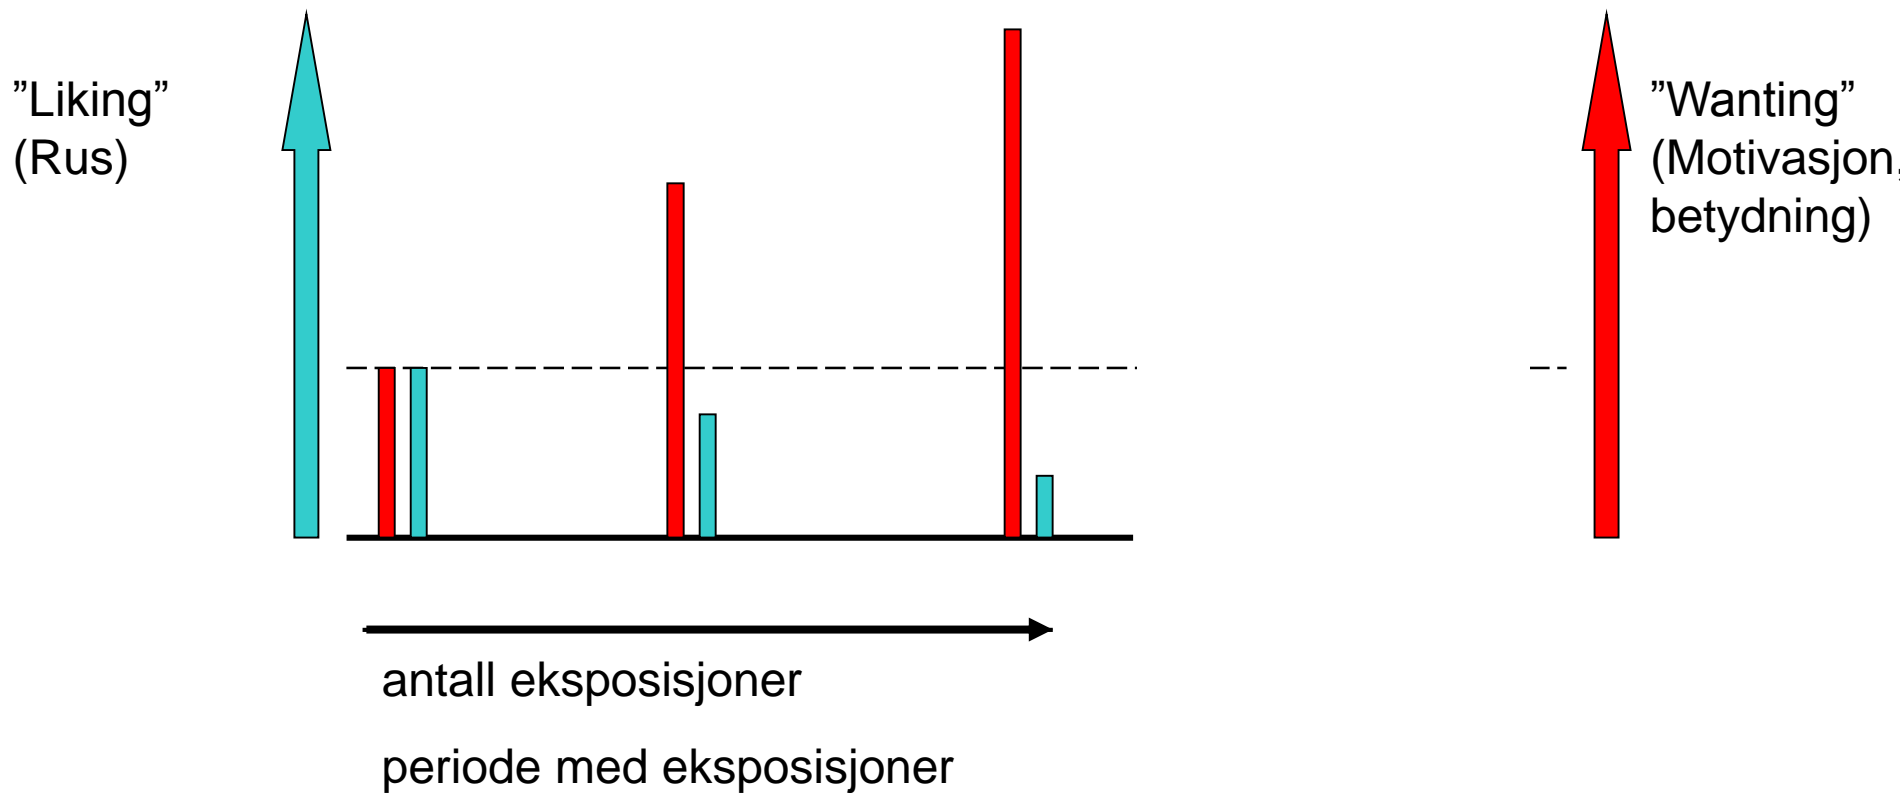 ”Liking”
(Rus)
”Wanting”
(Motivasjon,
betydning)
antall eksposisjoner
periode med eksposisjoner